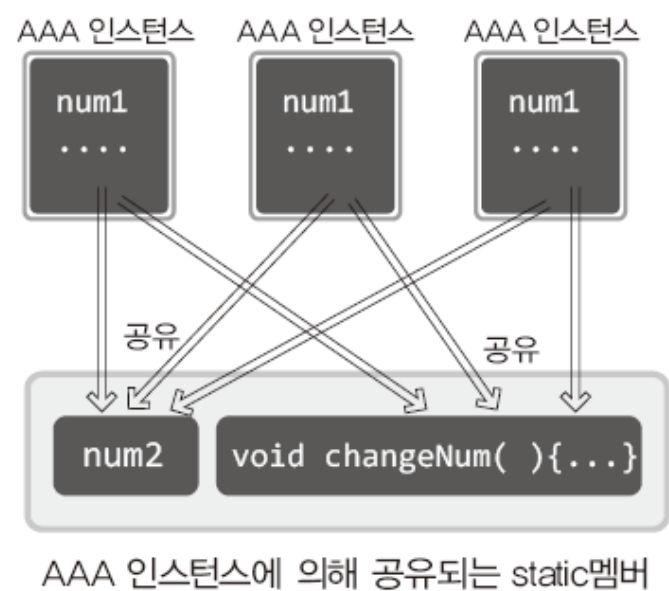 AAA 인스턴스 AAA 인스턴스 AAA 인스턴스
num1 num1 num1
.... .... ....
공유 공유
num2 void changeNum( ){...}
AAA 인스턴스에 의해 공유되는 static멤버